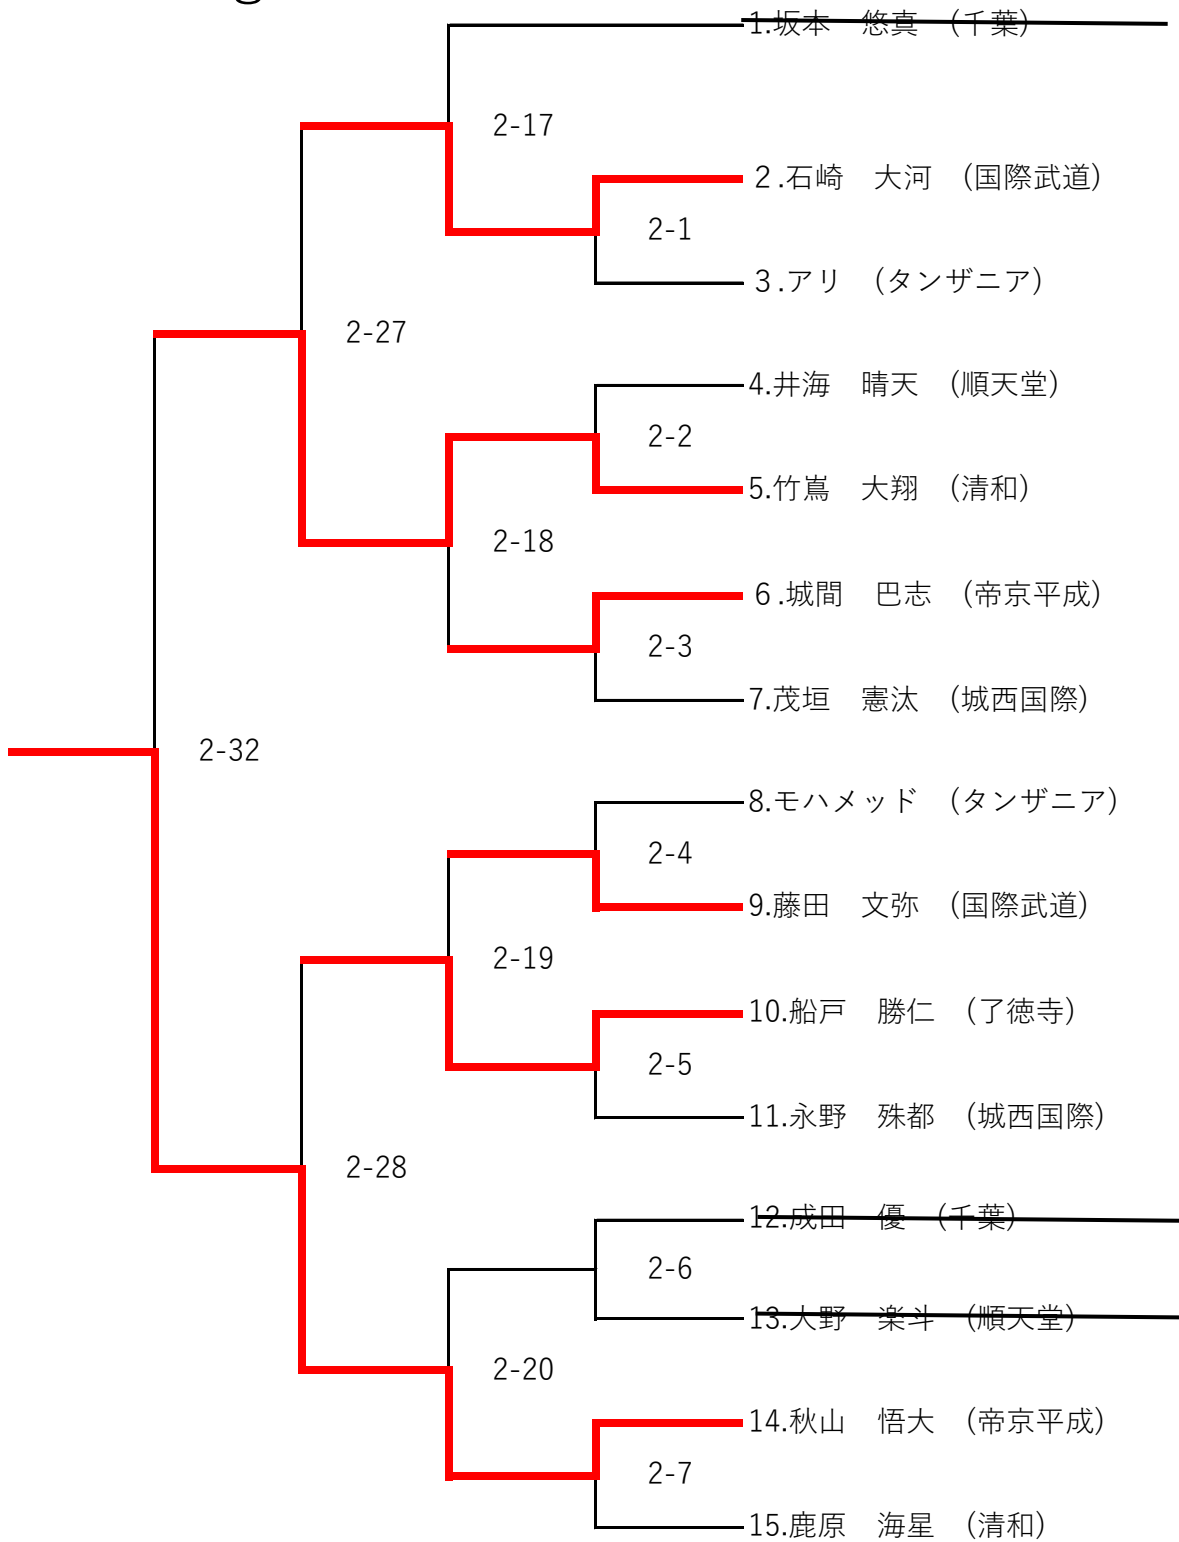 1.坂本　悠真　（千葉）
2-17
２.石崎　大河　（国際武道）
2-1
３.アリ　（タンザニア）
2-27
4.井海　晴天　（順天堂）
2-2
5.竹嶌　大翔　（清和）
2-18
６.城間　巴志　（帝京平成）
2-3
7.茂垣　憲汰　（城西国際）
2-32
8.モハメッド　（タンザニア）
2-4
9.藤田　文弥　（国際武道）
2-19
10.船戸　勝仁　（了徳寺）
2-5
11.永野　殊都　（城西国際）
2-28
12.成田　優　（千葉）
2-6
13.大野　楽斗　（順天堂）
2-20
14.秋山　悟大　（帝京平成）
2-7
15.鹿原　海星　（清和）